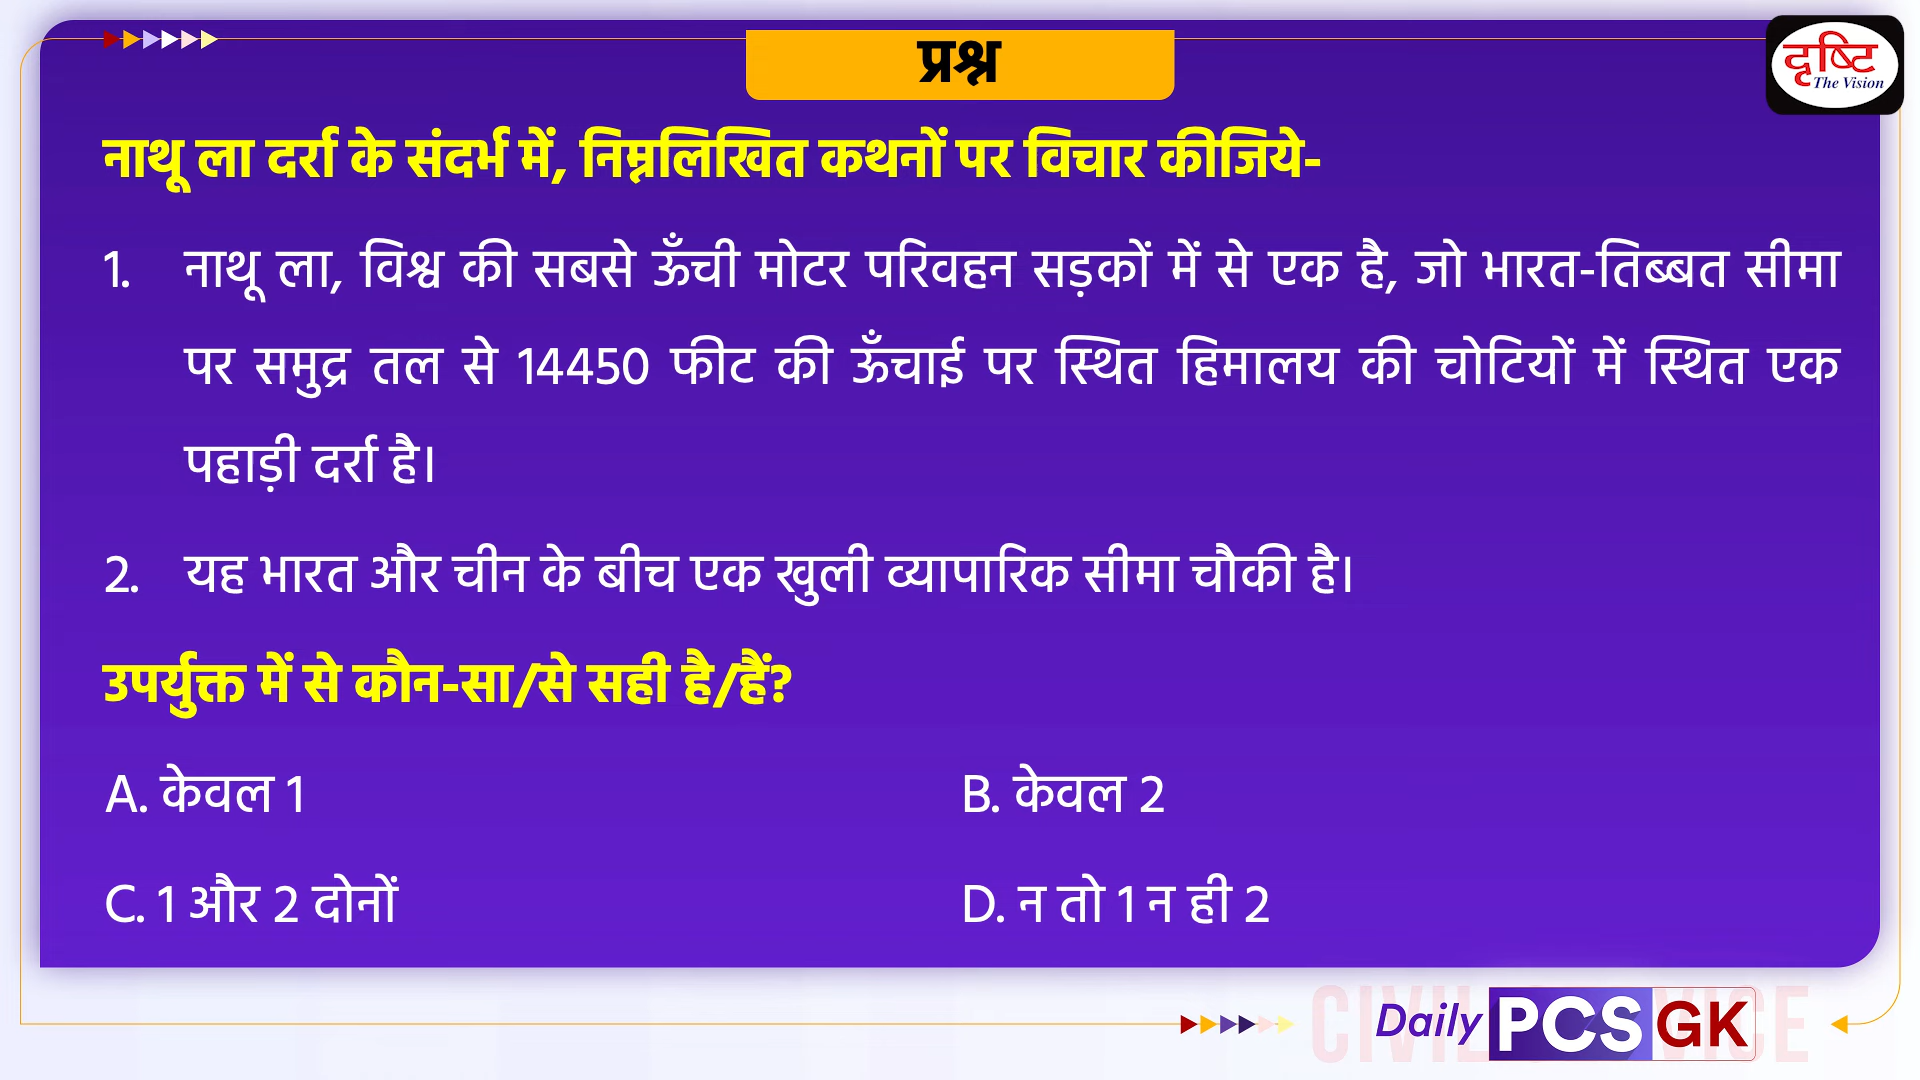 प्रश्न
दृष्टि
The Vision
नाथू ला दर्रा के संदर्भ में, निम्नलिखित कथनों पर विचार कीजिये-
1. नाथू ला, विश्व की सबसे ऊँची मोटर परिवहन सड़कों में से एक है, जो भारत-तिब्बत सीमा
पर समुद्र तल से 14450 फीट की ऊँचाई पर स्थित हिमालय की चोटियों में स्थित एक
पहाड़ी दर्रा है।
2. यह भारत और चीन के बीच एक खुली व्यापारिक सीमा चौकी है।
उपर्युक्त में से कौन-सा/से सही है/हैं?
A. केवल 1 B. केवल 2
C. 1 और 2 दोनों D. न तो 1 न ही 2
Daily PCS GK